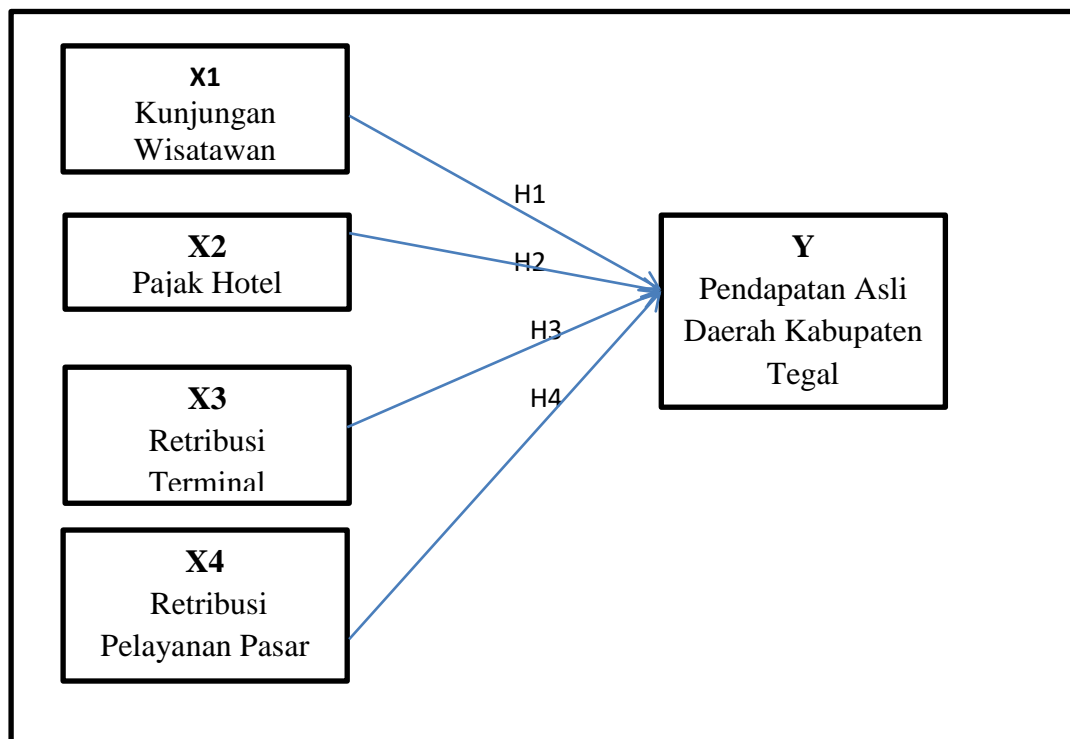 X1
Kunjungan
Wisatawan
H1
X2
Pajak Hotel
H2
X3
Retribusi
Terminal
H3
X4
Retribusi
Pelayanan Pasar
H4
Y
Pendapatan Asli
Daerah Kabupaten
Tegal